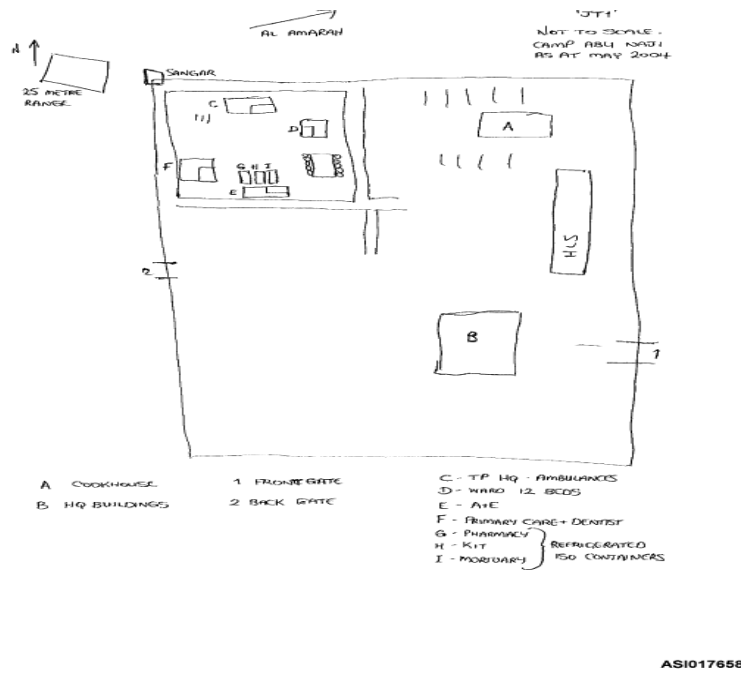 'JT1'
NOT TO SCALE.
CAMP ABU NAJI
AS AT MAY 2004
AL AMARAH
N
25 METRE
RANGE
SANGAR
C
D
F
G H I
E
A
HLS
2
B
1
A COOKHOUSE
B HQ BUILDINGS
1 FRONT GATE
2 BACK GATE
C - TP HQ - AMBULANCES
D - WARD 12 BEDS
E - A+E
F - PRIMARY CARE + DENTIST
G - PHARMACY
H - KIT
I - MORTUARY
REFRIGERATED
ISO CONTAINERS
ASI017658